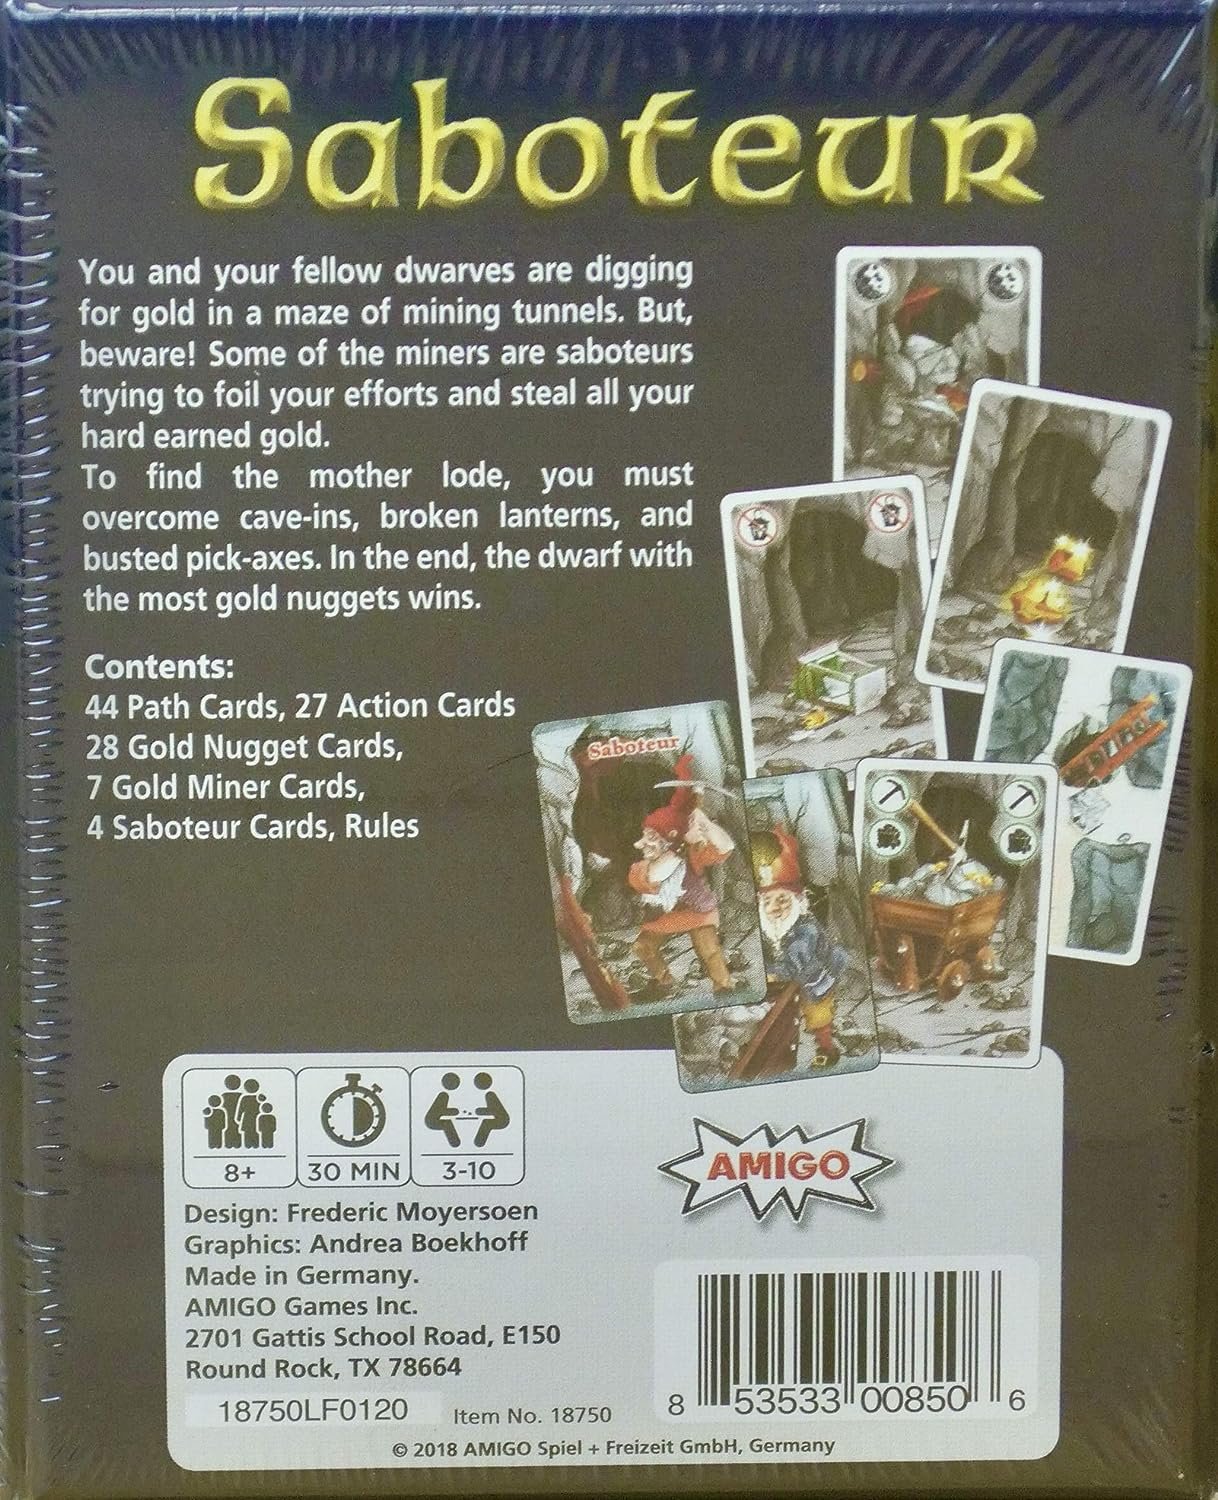 Saboteur
You and your fellow dwarves are digging
for gold in a maze of mining tunnels. But,
beware! Some of the miners are saboteurs
trying to foil your efforts and steal all your
hard earned gold.
To find the mother lode, you must
overcome cave-ins, broken lanterns, and
busted pick-axes. In the end, the dwarf with
the most gold nuggets wins.
Contents:
44 Path Cards, 27 Action Cards
28 Gold Nugget Cards,
7 Gold Miner Cards,
4 Saboteur Cards, Rules
Saboteur
8+ 30 MIN 3-10
AMIGO
Design: Frederic Moyersoen
Graphics: Andrea Boekhoff
Made in Germany.
AMIGO Games Inc.
2701 Gattis School Road, E150
Round Rock, TX 78664
18750LF0120 Item No. 18750
8 53533 00850 6
© 2018 AMIGO Spiel + Freizeit GmbH, Germany